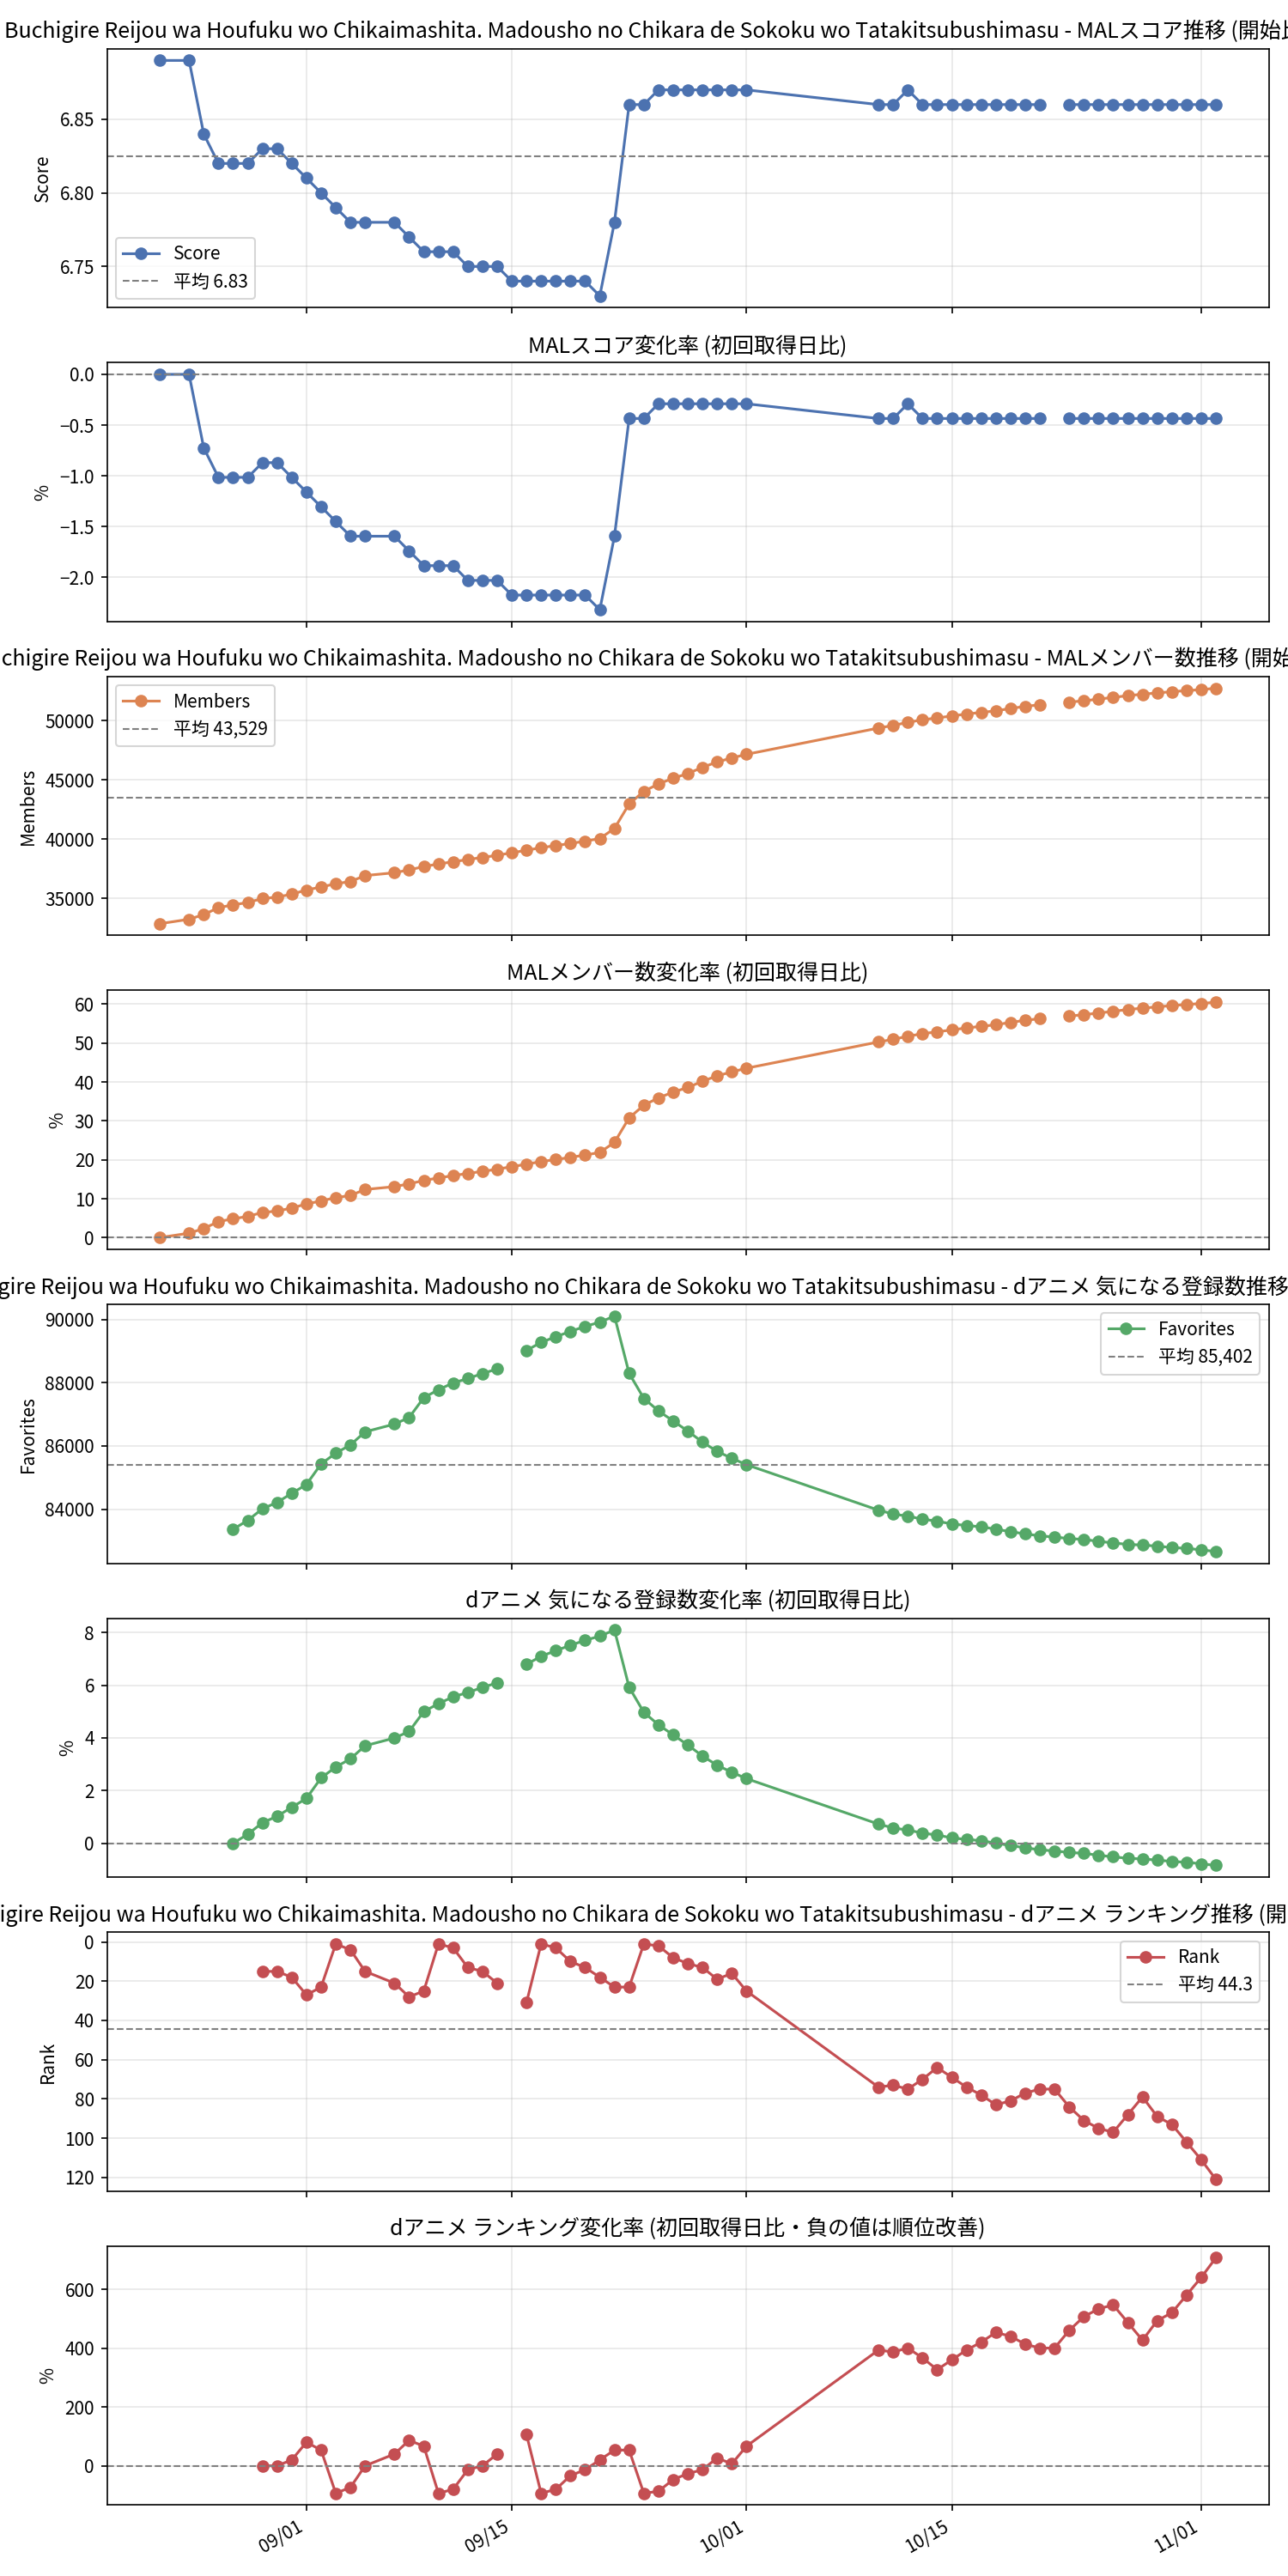 Buchigire Reijou wa Houfuku wo Chikaimashita. Madousho no Chikara de Sokoku wo Tatakitsubushimasu - MALスコア推移 (開始
6.85
6.80
6.75
Score
Score
平均 6.83
MALスコア変化率 (初回取得日比)
0.0
−0.5
−1.0
−1.5
−2.0
%
chigire Reijou wa Houfuku wo Chikaimashita. Madousho no Chikara de Sokoku wo Tatakitsubushimasu - MALメンバー数推移 (開始
50000
45000
40000
35000
Members
Members
平均 43,529
MALメンバー数変化率 (初回取得日比)
60
50
40
30
20
10
0
%
gire Reijou wa Houfuku wo Chikaimashita. Madousho no Chikara de Sokoku wo Tatakitsubushimasu - dアニメ 気になる登録数推移
90000
88000
86000
84000
Favorites
Favorites
平均 85,402
dアニメ 気になる登録数変化率 (初回取得日比)
8
6
4
2
0
%
igire Reijou wa Houfuku wo Chikaimashita. Madousho no Chikara de Sokoku wo Tatakitsubushimasu - dアニメ ランキング推移 (開
0
20
40
60
80
100
120
Rank
Rank
平均 44.3
dアニメ ランキング変化率 (初回取得日比・負の値は順位改善)
600
400
200
0
%
09/01
09/15
10/01
10/15
11/01